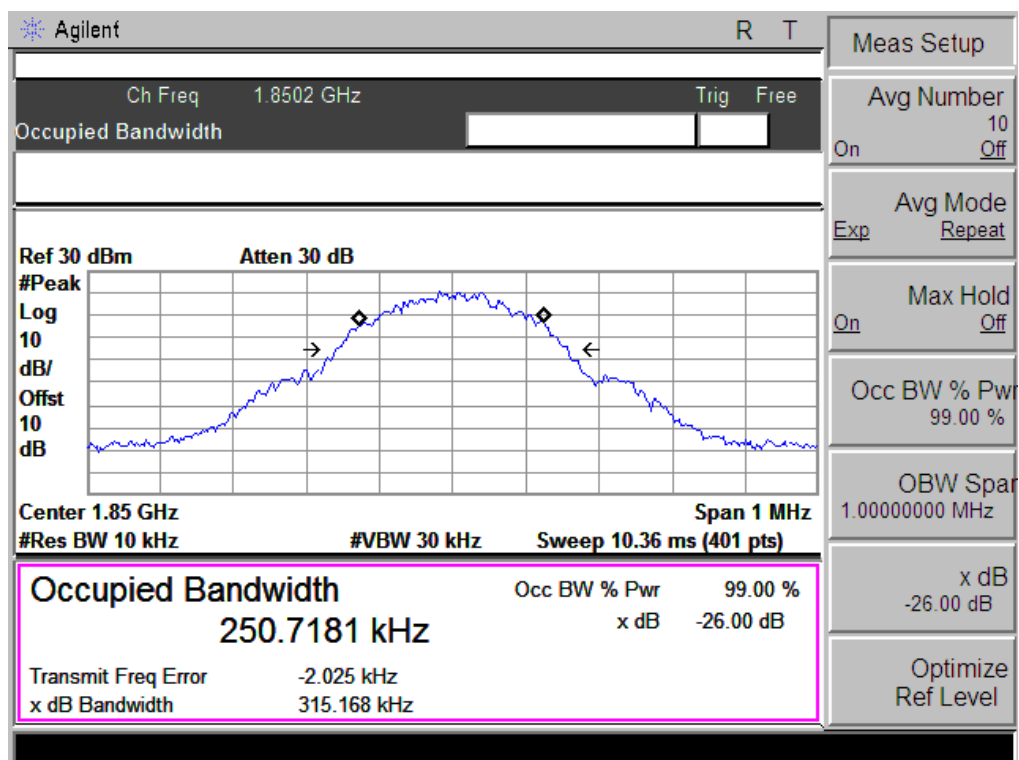 Agilent R T
Ch Freq 1.8502 GHz Trig Free
Occupied Bandwidth
Ref 30 dBm Atten 30 dB
#Peak
Log
10
dB/
Offst
10
dB
Center 1.85 GHz Span 1 MHz
#Res BW 10 kHz #VBW 30 kHz Sweep 10.36 ms (401 pts)
Occupied Bandwidth Occ BW % Pwr 99.00 %
250.7181 kHz x dB -26.00 dB
Transmit Freq Error -2.025 kHz
x dB Bandwidth 315.168 kHz
Meas Setup
Avg Number
10
On Off
Avg Mode
Exp Repeat
Max Hold
On Off
Occ BW % Pwr
99.00 %
OBW Span
1.00000000 MHz
x dB
-26.00 dB
Optimize
Ref Level